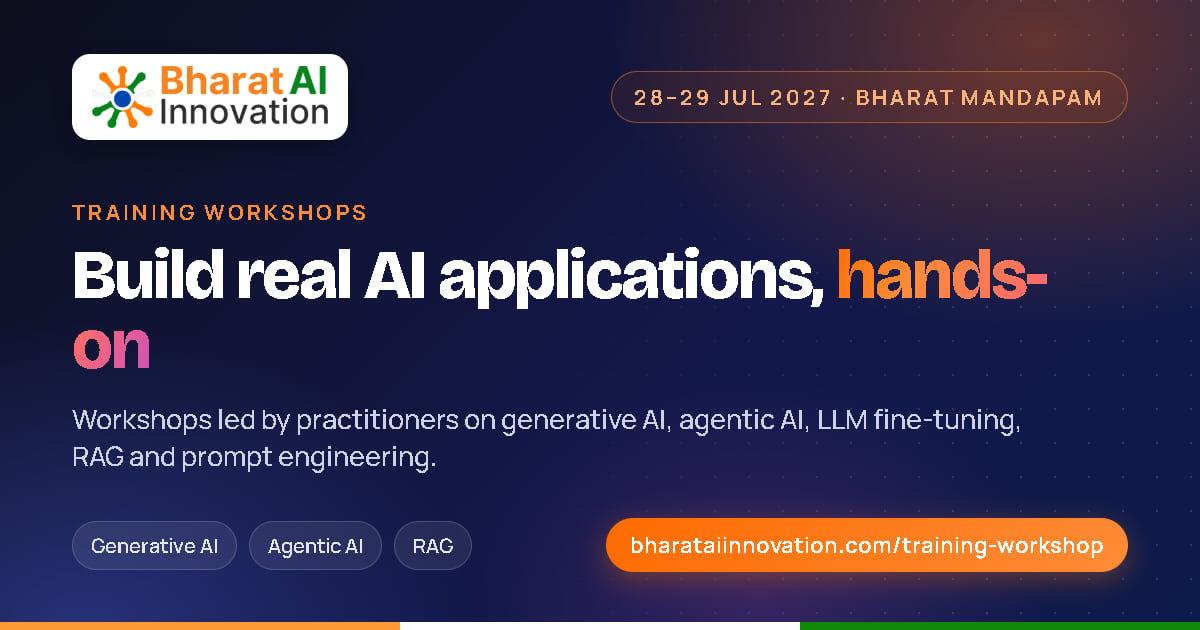 Bharat AI
Innovation
28–29 JUL 2027 · BHARAT MANDAPAM
TRAINING WORKSHOPS
Build real AI applications, hands-
on
Workshops led by practitioners on generative AI, agentic AI, LLM fine-tuning,
RAG and prompt engineering.
Generative AI
Agentic AI
RAG
bharataiinnovation.com/training-workshop